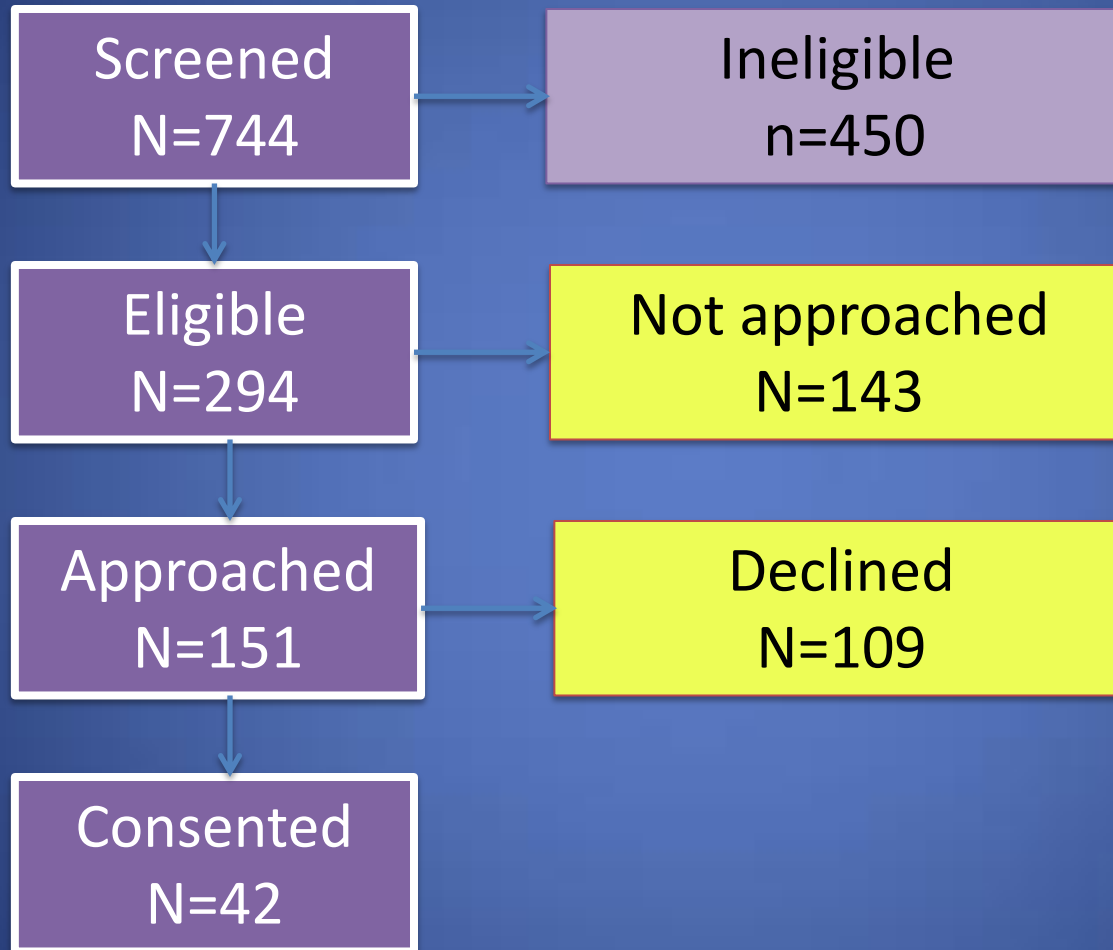 Screened
N=744
Ineligible
n=450
Eligible
N=294
Not approached
N=143
Approached
N=151
Declined
N=109
Consented
N=42